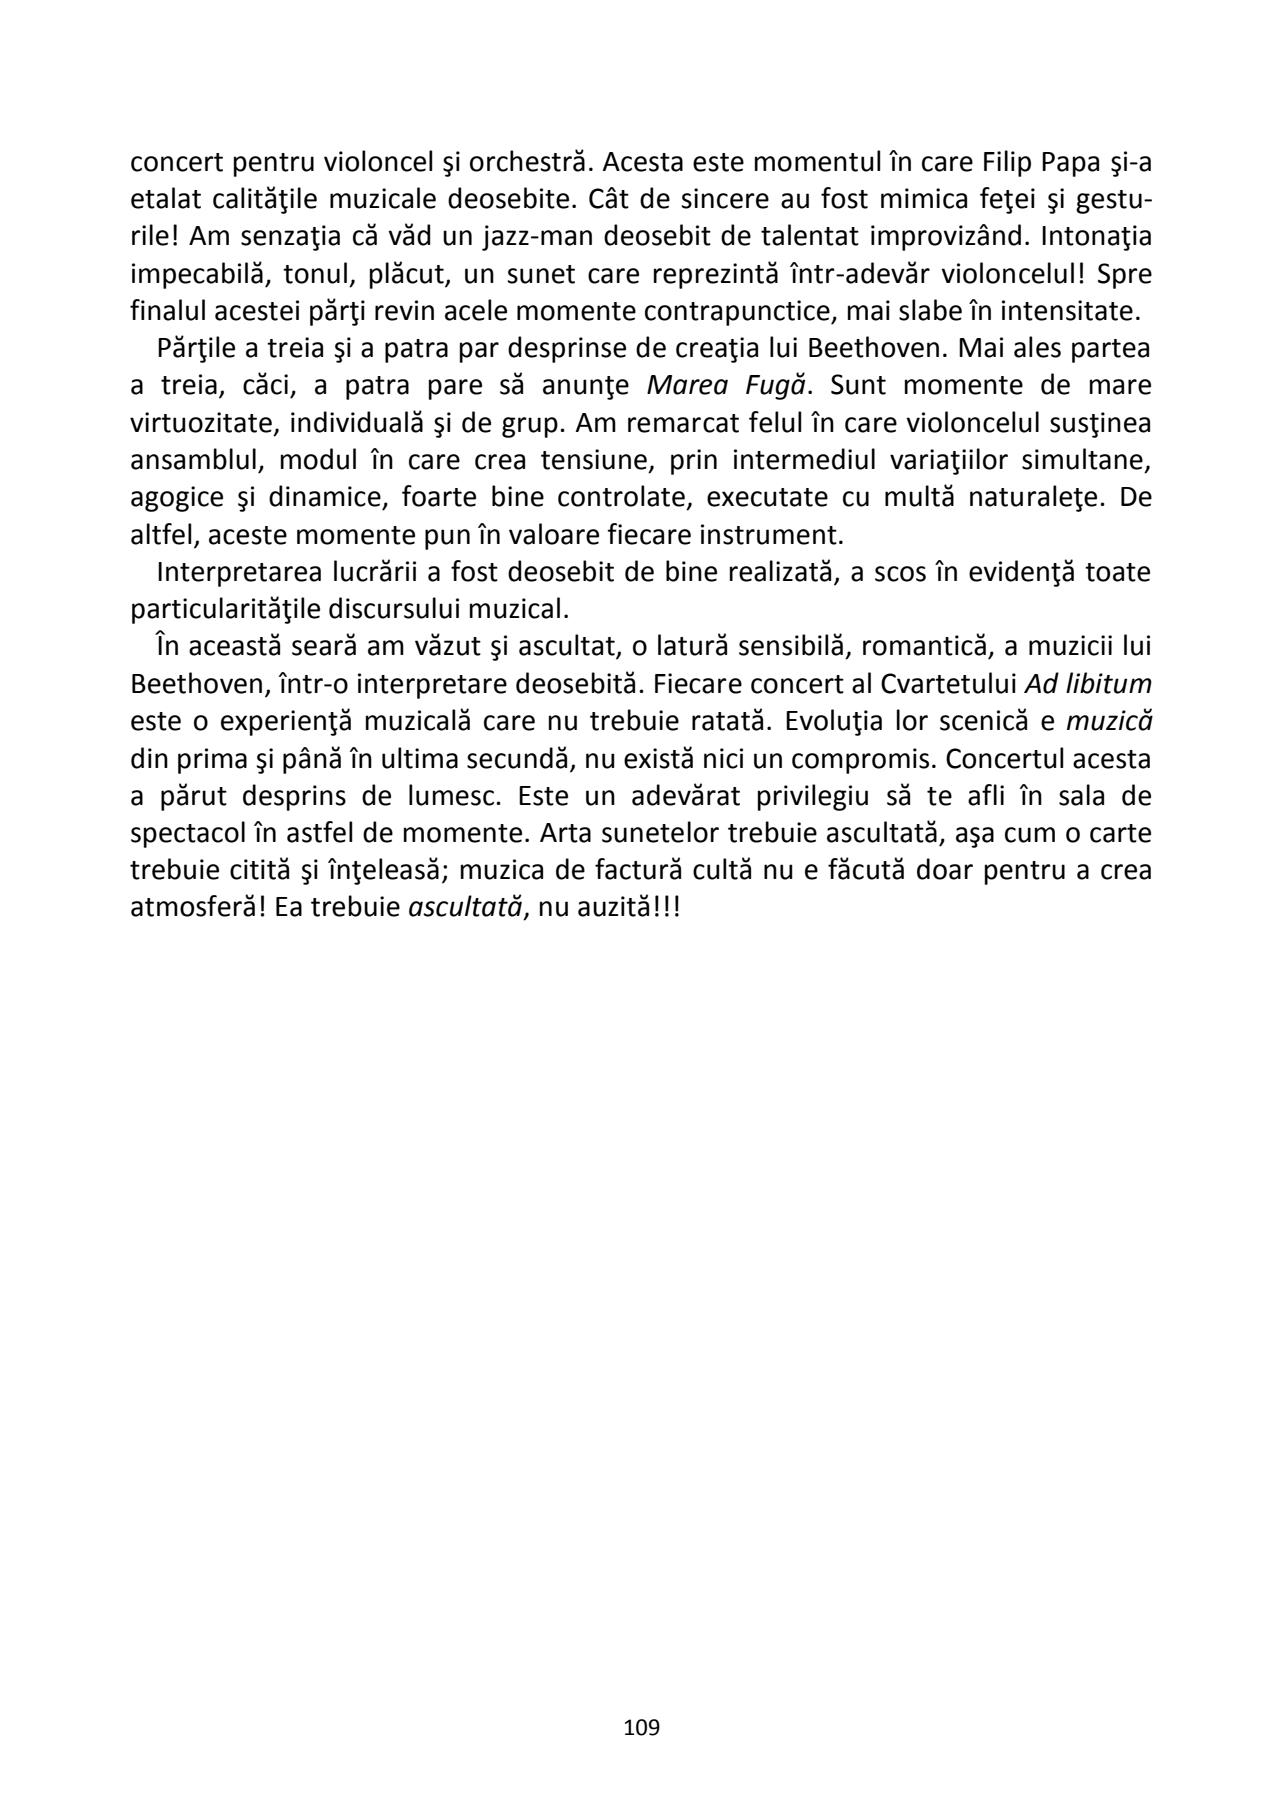 concert pentru violoncel şi orchestră. Acesta este momentul în care Filip Papa şi-a
etalat calităţile muzicale deosebite. Cât de sincere au fost mimica feţei şi gestu-
rile! Am senzaţia că văd un jazz-man deosebit de talentat improvizând. Intonaţia
impecabilă, tonul, plăcut, un sunet care reprezintă într-adevăr violoncelul! Spre
finalul acestei părţi revin acele momente contrapunctice, mai slabe în intensitate.
Părţile a treia şi a patra par desprinse de creaţia lui Beethoven. Mai ales partea
a treia, căci, a patra pare să anunţe Marea Fugă. Sunt momente de mare
virtuozitate, individuală şi de grup. Am remarcat felul în care violoncelul susţinea
ansamblul, modul în care crea tensiune, prin intermediul variaţiilor simultane,
agogice şi dinamice, foarte bine controlate, executate cu multă naturaleţe. De
altfel, aceste momente pun în valoare fiecare instrument.
Interpretarea lucrării a fost deosebit de bine realizată, a scos în evidenţă toate
particularităţile discursului muzical.
În această seară am văzut şi ascultat, o latură sensibilă, romantică, a muzicii lui
Beethoven, într-o interpretare deosebită. Fiecare concert al Cvartetului Ad libitum
este o experienţă muzicală care nu trebuie ratată. Evoluţia lor scenică e muzică
din prima şi până în ultima secundă, nu există nici un compromis. Concertul acesta
a părut desprins de lumesc. Este un adevărat privilegiu să te afli în sala de
spectacol în astfel de momente. Arta sunetelor trebuie ascultată, aşa cum o carte
trebuie citită şi înţeleasă; muzica de factură cultă nu e făcută doar pentru a crea
atmosferă! Ea trebuie ascultată, nu auzită!!!
109